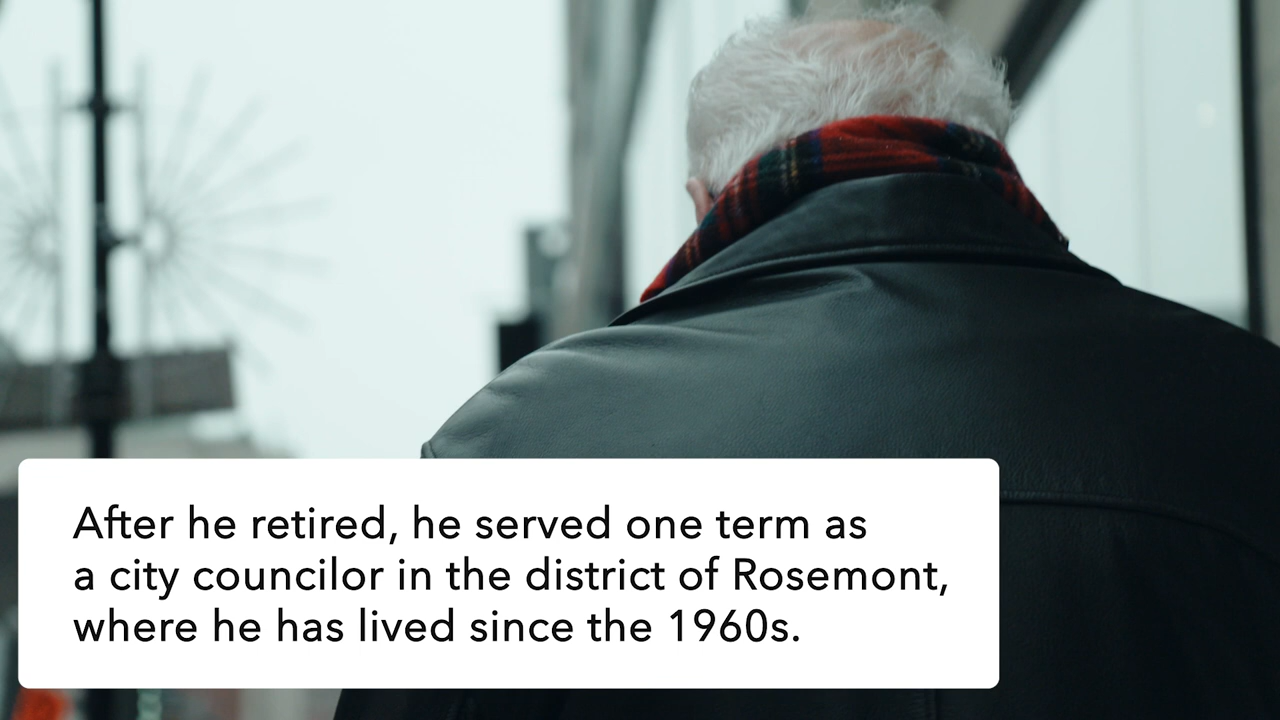 After he retired, he served one term as
a city councilor in the district of Rosemont,
where he has lived since the 1960s.